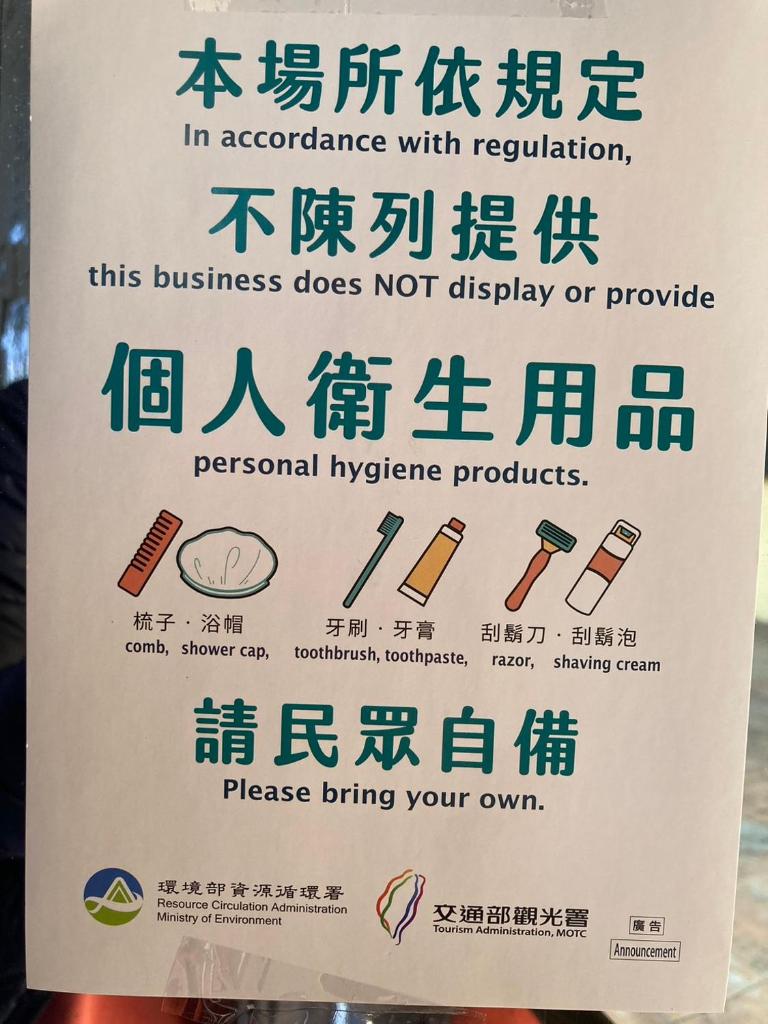 本場所依規定
In accordance with regulation,
不陳列提供
this business does NOT display or provide
個人衛生用品
personal hygiene products.
梳子·浴帽 牙刷·牙膏 刮鬍刀·刮鬍泡
comb, shower cap, toothbrush, toothpaste, razor, shaving cream
請民眾自備
Please bring your own.
環境部資源循環署
Resource Circulation Administration
Ministry of Environment
交通部觀光署
Tourism Administration, MOTC
廣告
Announcement